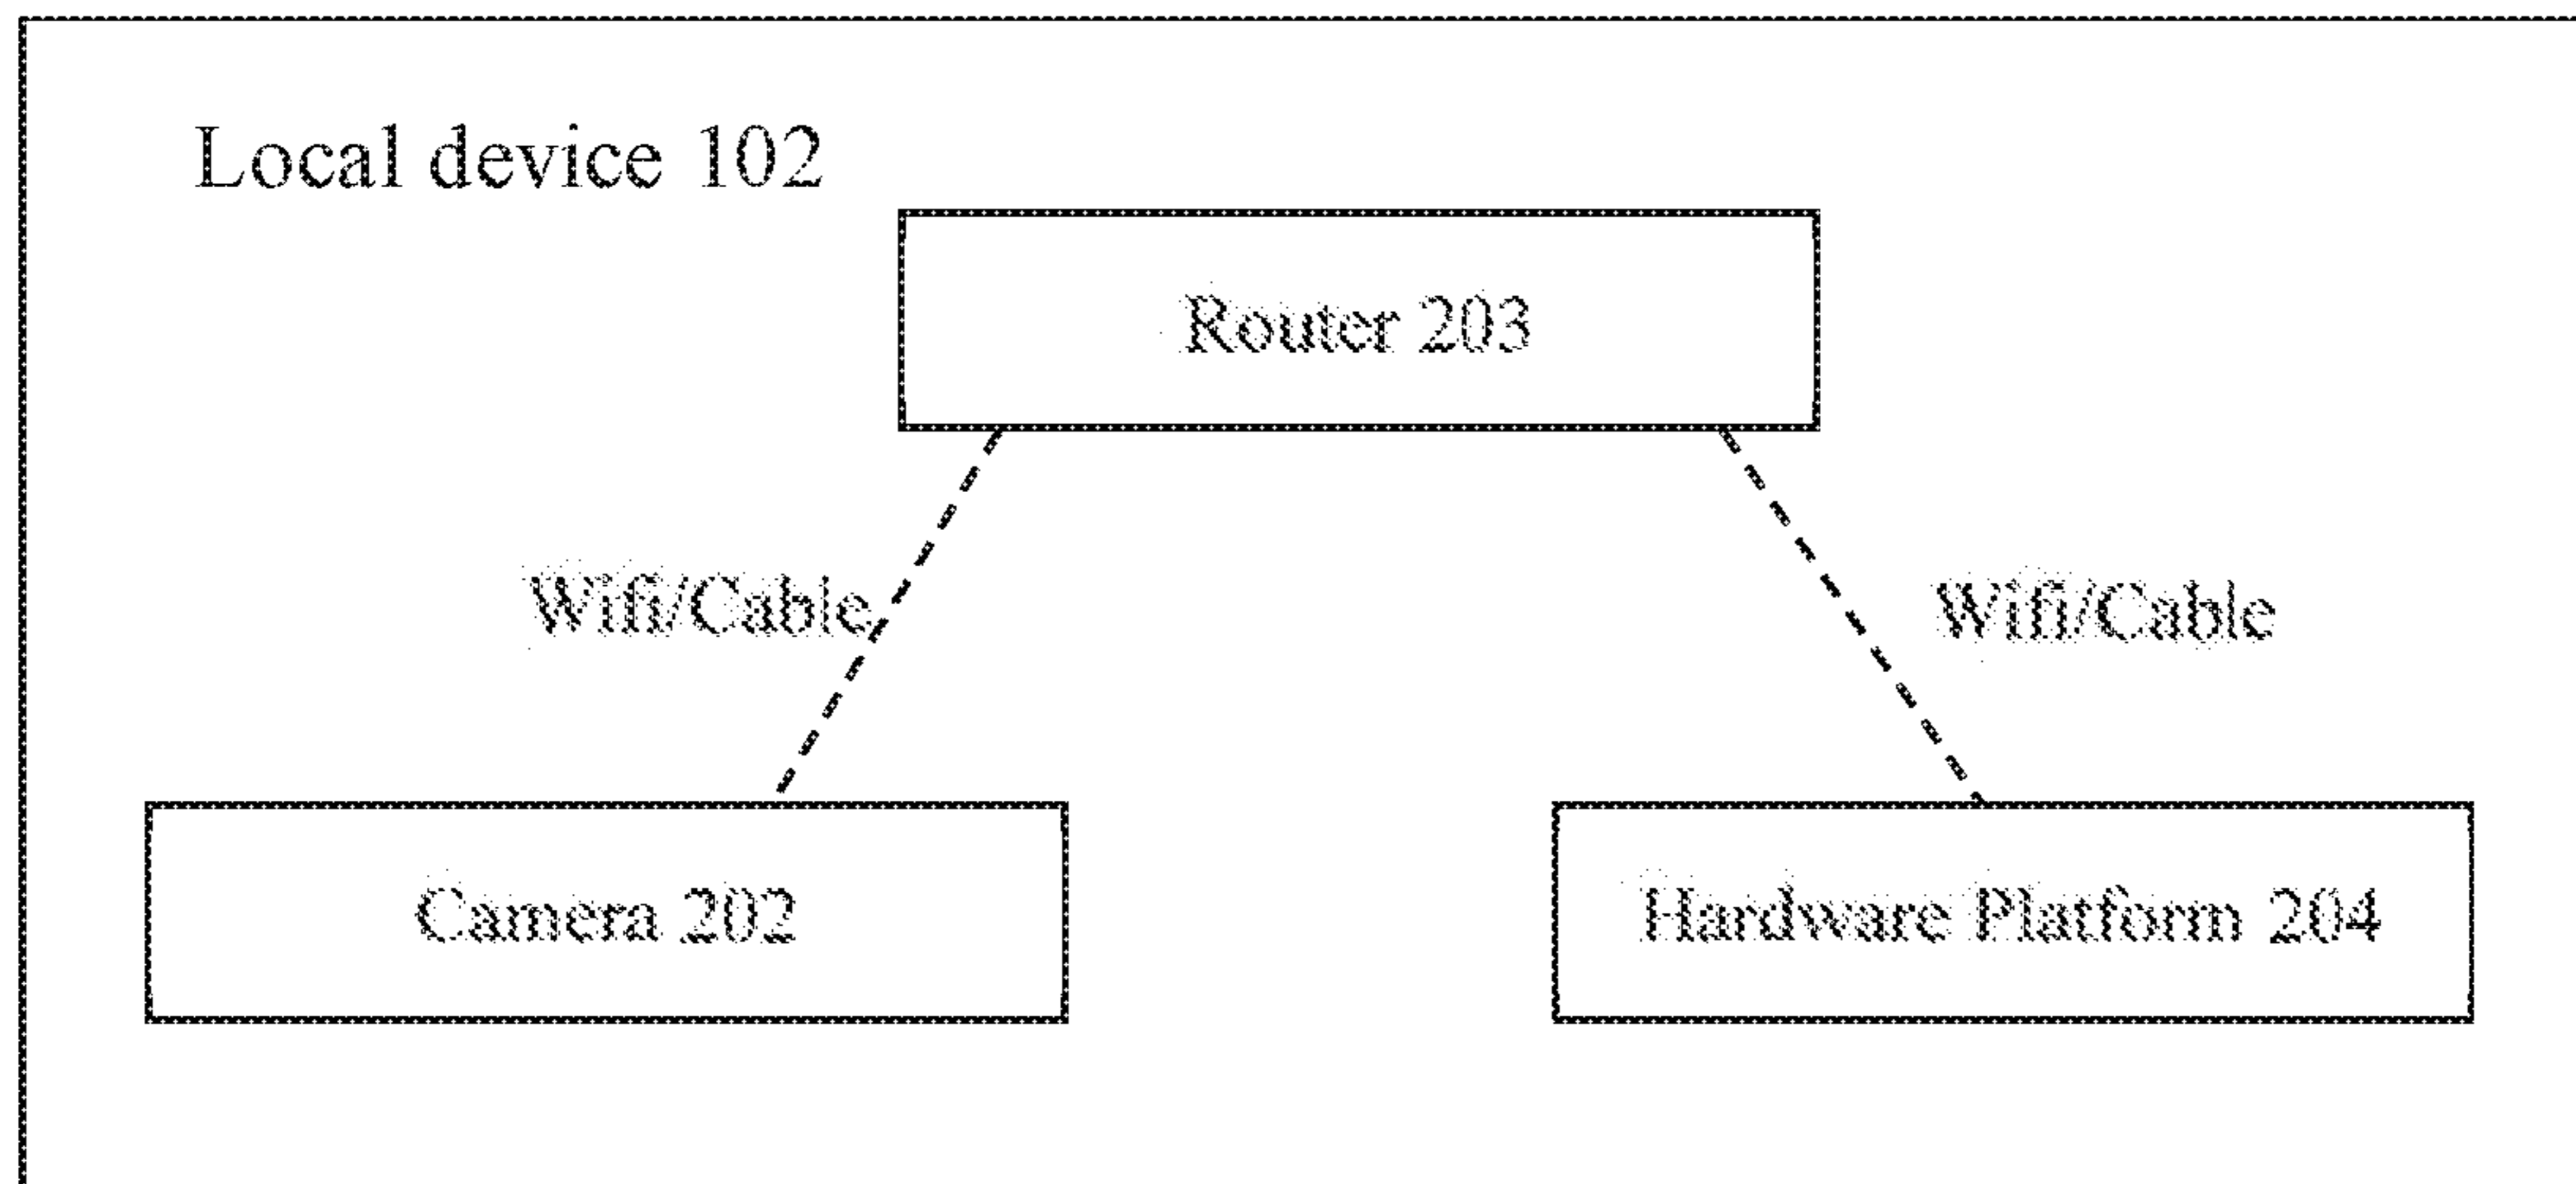 Local device 102
Router 203
Wifi/Cable
Wifi/Cable
Camera 202
Hardware Platform 204